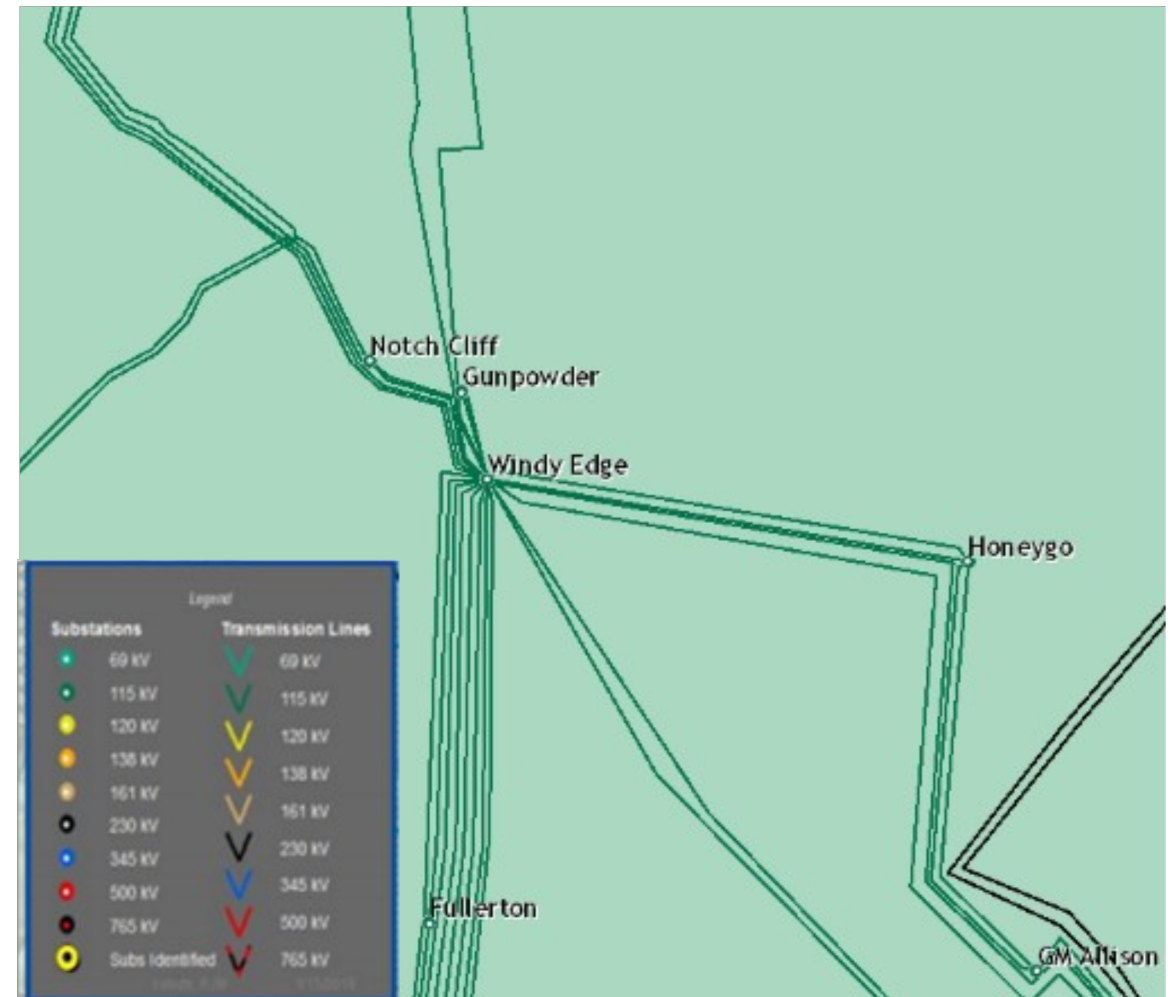 Notch Cliff
Gunpowder
Windy Edge
Honeygo
Legend
Substations Transmission Lines
69 kV 69 kV
115 kV 115 kV
120 kV 120 kV
138 kV 138 kV
161 kV 161 kV
230 kV 230 kV
345 kV 345 kV
500 kV 500 kV
765 kV 765 kV
Subs Identified
Fullerton
GM Allison